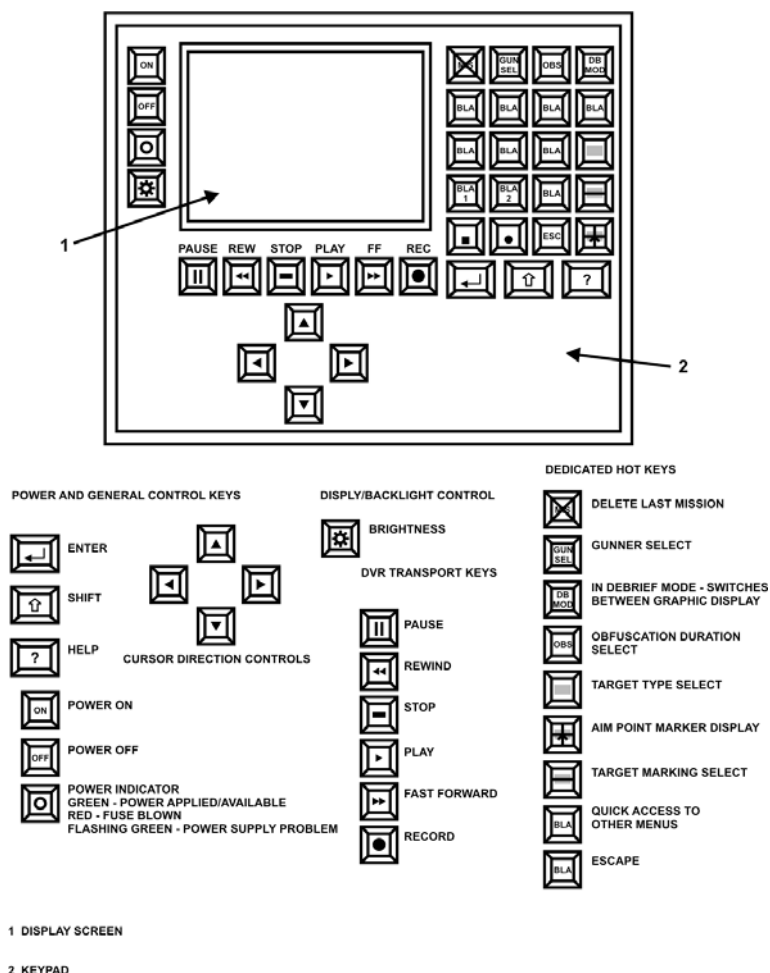 ON
GUN
SEL
OBS
DB
MOD
OFF
BLA BLA BLA BLA
BLA BLA BLA
BLA
1
BLA
2
BLA
ESC
1
PAUSE REW STOP PLAY FF REC
?
2
DEDICATED HOT KEYS
POWER AND GENERAL CONTROL KEYS
DISPLY/BACKLIGHT CONTROL
DELETE LAST MISSION
BRIGHTNESS
ENTER
GUN
SEL
GUNNER SELECT
DVR TRANSPORT KEYS
DB
MOD
IN DEBRIEF MODE - SWITCHES
BETWEEN GRAPHIC DISPLAY
SHIFT
PAUSE
OBS
OBFUSCATION DURATION
SELECT
? HELP
CURSOR DIRECTION CONTROLS
REWIND
TARGET TYPE SELECT
ON POWER ON
STOP
AIM POINT MARKER DISPLAY
OFF POWER OFF
PLAY
TARGET MARKING SELECT
POWER INDICATOR
GREEN - POWER APPLIED/AVAILABLE
RED - FUSE BLOWN
FLASHING GREEN - POWER SUPPLY PROBLEM
FAST FORWARD
BLA
QUICK ACCESS TO
OTHER MENUS
RECORD
BLA ESCAPE
1 DISPLAY SCREEN
2 KEYPAD